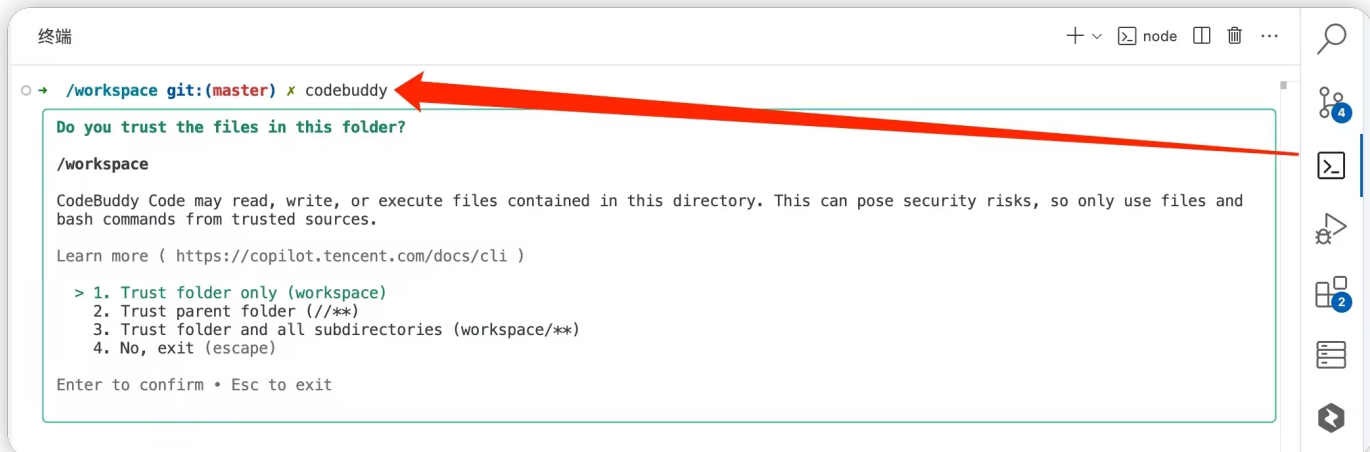 终端
node
➜ /workspace git:(master) ✗ codebuddy
Do you trust the files in this folder?
/workspace
CodeBuddy Code may read, write, or execute files contained in this directory. This can pose security risks, so only use files and
bash commands from trusted sources.
Learn more ( https://copilot.tencent.com/docs/cli )
> 1. Trust folder only (workspace)
2. Trust parent folder (//**)
3. Trust folder and all subdirectories (workspace/**)
4. No, exit (escape)
Enter to confirm • Esc to exit
4
2